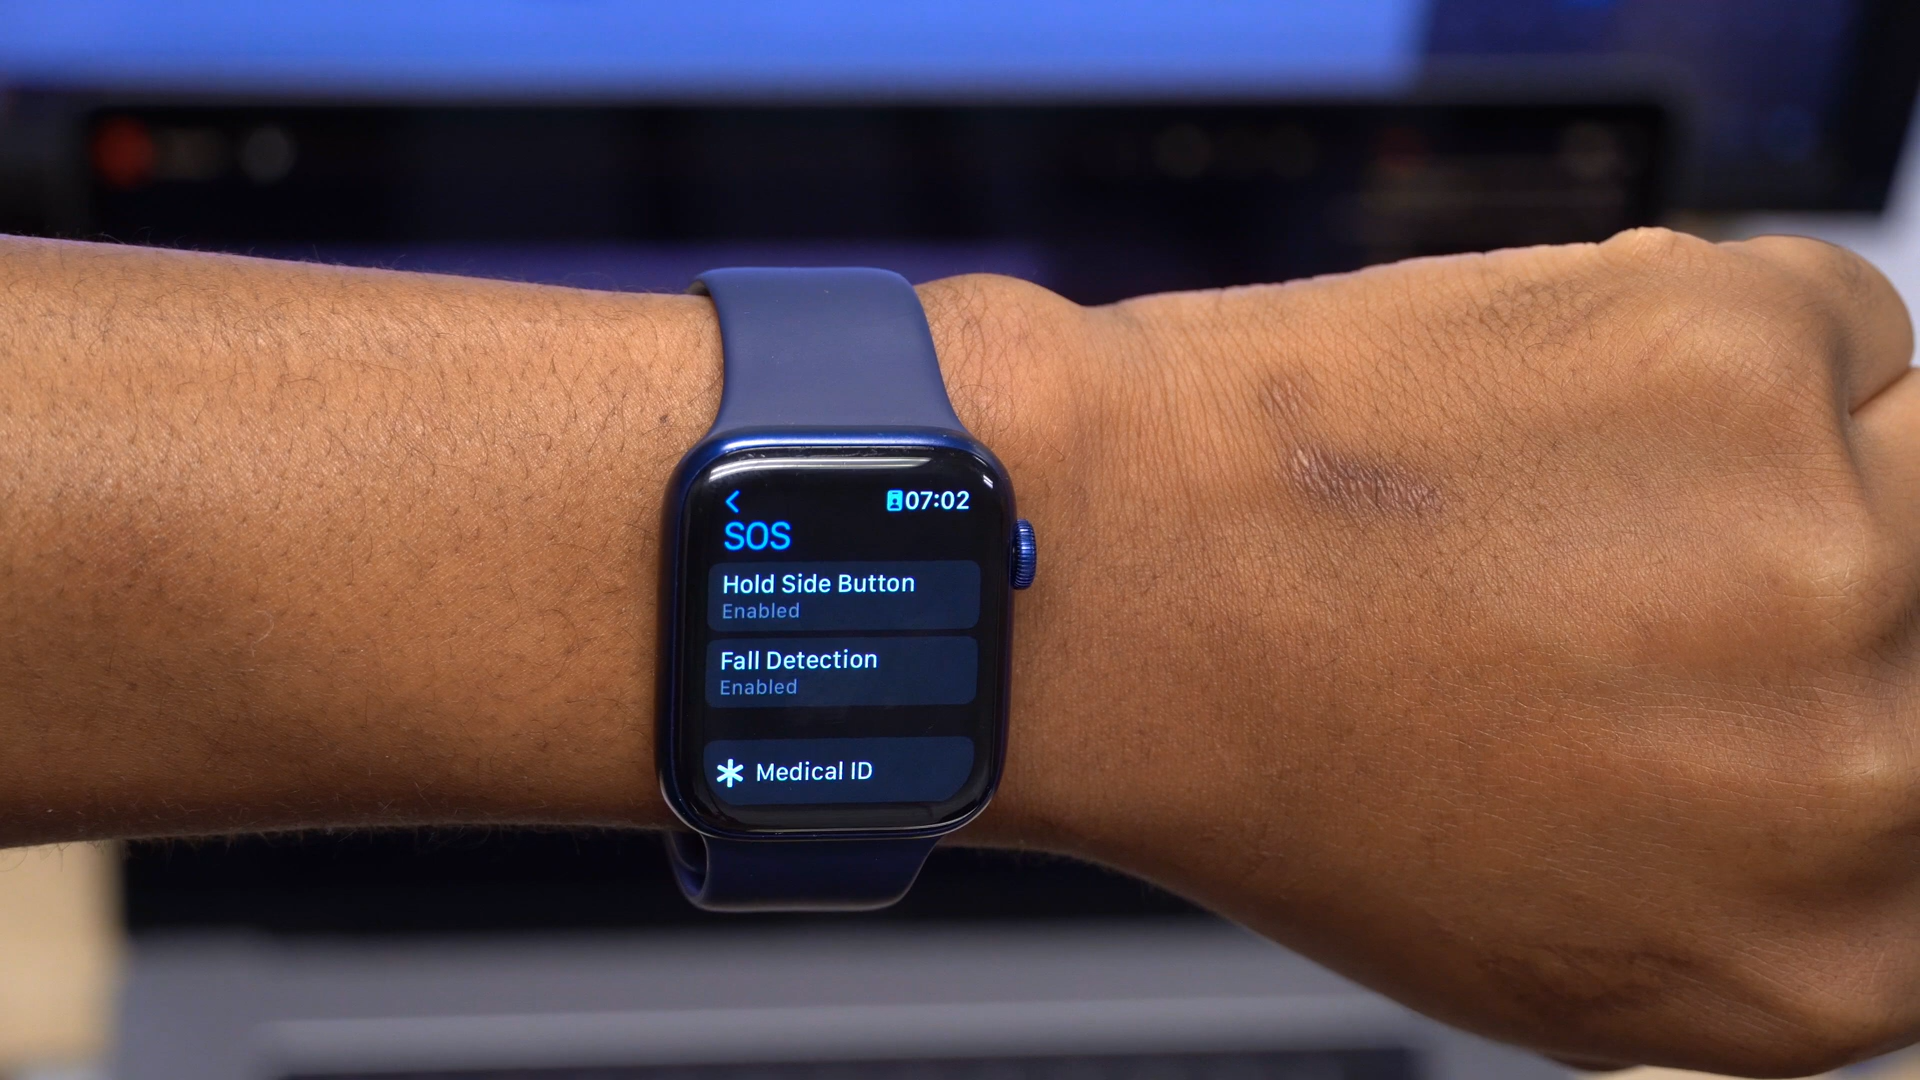 07:02
SOS
Hold Side Button
Enabled
Fall Detection
Enabled
Medical ID